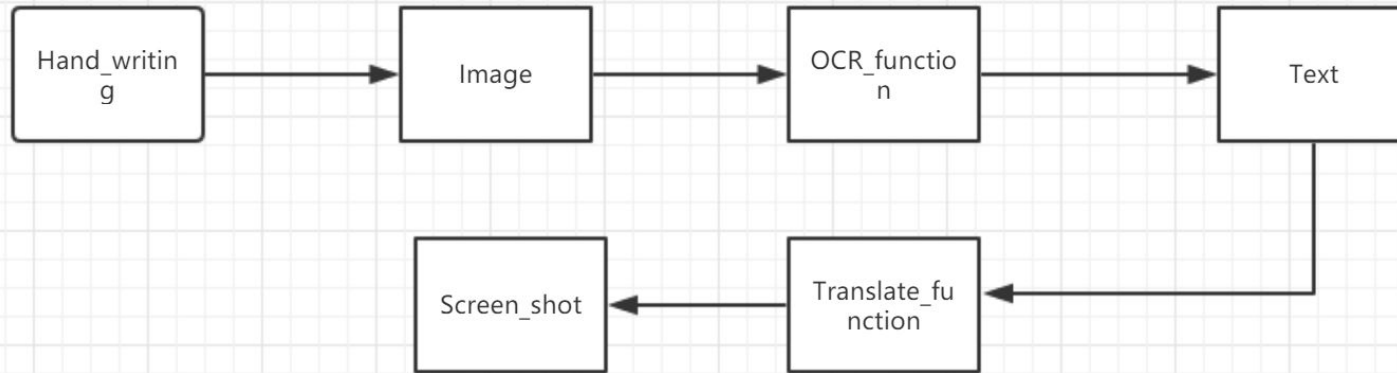 Hand_writin
g
Image
OCR_functio
n
Text
Screen_shot
Translate_fu
nction